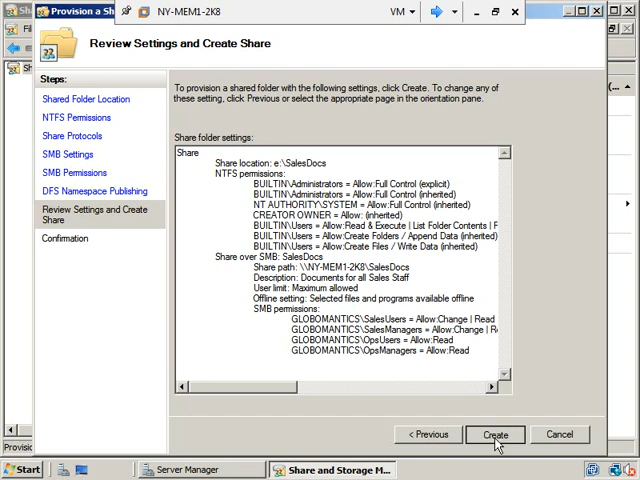 Provision a Sh
NY-MEM1-2K8
VM
Review Settings and Create Share
Steps:
Shared Folder Location
NTFS Permissions
Share Protocols
SMB Settings
SMB Permissions
DFS Namespace Publishing
Review Settings and Create
Share
Confirmation
To provision a shared folder with the following settings, click Create. To change any of
these setting, click Previous or select the appropriate page in the orientation pane.
Share folder settings:
Share
Share location: e:\SalesDocs
NTFS permissions:
BUILTIN\Administrators = Allow:Full Control (explicit)
BUILTIN\Administrators = Allow:Full Control (inherited)
NT AUTHORITY\SYSTEM = Allow:Full Control (inherited)
CREATOR OWNER = Allow: (inherited)
BUILTIN\Users = Allow:Read & Execute | List Folder Contents | F
BUILTIN\Users = Allow:Create Folders / Append Data (inherited)
BUILTIN\Users = Allow:Create Files / Write Data (inherited)
Share over SMB: SalesDocs
Share path: \\NY-MEM1-2K8\SalesDocs
Description: Documents for all Sales Staff
User limit: Maximum allowed
Offline setting: Selected files and programs available offline
SMB permissions:
GLOBOMANTICS\SalesUsers = Allow:Change | Read
GLOBOMANTICS\SalesManagers = Allow:Change | R
GLOBOMANTICS\OpsUsers = Allow:Read
GLOBOMANTICS\OpsManagers = Allow:Read
< Previous
Create
Cancel
Provision
Start
Server Manager
Share and Storage M...